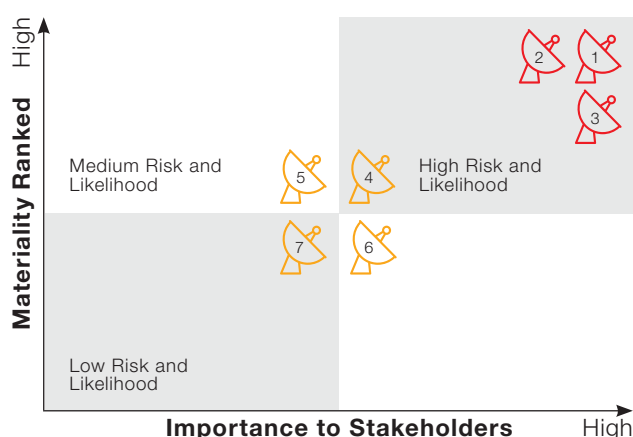 High
Materiality Ranked
2
1
3
Medium Risk and
Likelihood
5
4
High Risk and
Likelihood
7
6
Low Risk and
Likelihood
Importance to Stakeholders
High